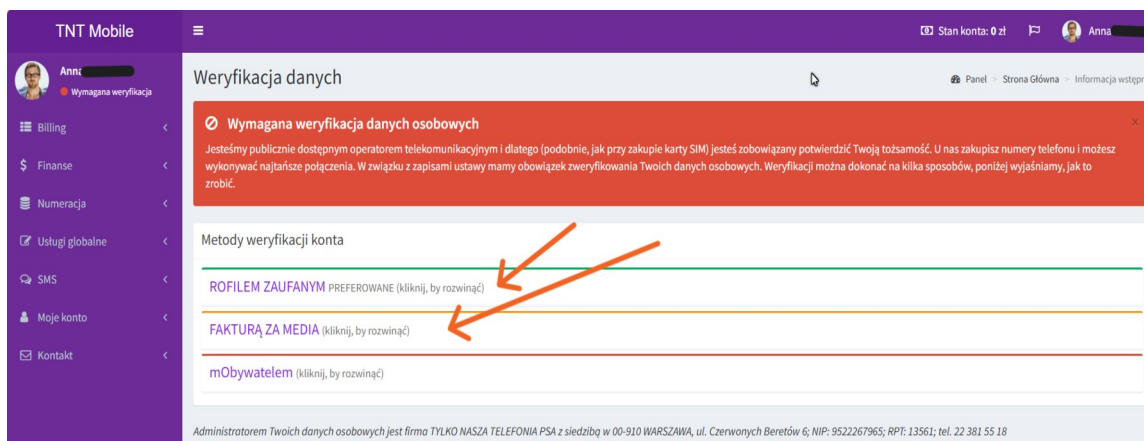 TNT Mobile
Stan konta: 0 zł
Anna
Anna
Wymagana weryfikacja
Weryfikacja danych
Panel > Strona Główna > Informacja
Wymagana weryfikacja danych osobowych
x
Jesteśmy publicznie dostępnym operatorem telekomunikacyjnym i dlatego (podobnie, jak przy zakupie karty SIM) jesteś zobowiązany potwierdzić Twoją tożsamość. U nas zakupisz numery telefonu i możesz
wykonywać najtańsze połączenia. W związku z zapisami ustawy mamy obowiązek zweryfikowania Twoich danych osobowych. Weryfikacji można dokonać na kilka sposobów, poniżej wyjaśniamy, jak to
zrobić.
Billing
Finanse
Numeracja
Usługi globalne
SMS
Moje konto
Kontakt
Metody weryfikacji konta
ROFILEM ZAUFANYM PREFEROWANE (kliknij, by rozwinąć)
FAKTURĄ ZA MEDIA (kliknij, by rozwinąć)
mObywatelem (kliknij, by rozwinąć)
Administratorem Twoich danych osobowych jest firma TYLKO NASZA TELEFONIA PSA z siedzibą w 00-910 WARSZAWA, ul. Czerwonych Beretów 6; NIP: 9522267965; RPT: 13561; tel. 22 381 55 18